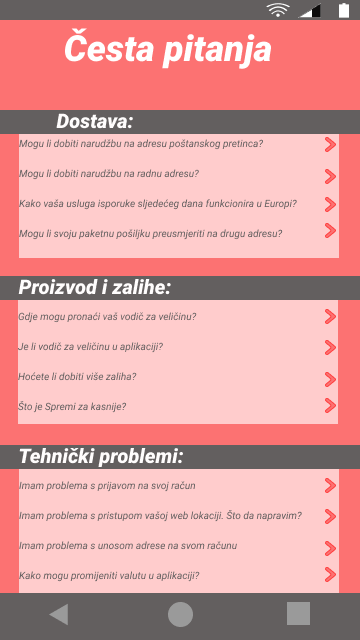 Česta pitanja
Dostava:
Mogu li dobiti narudžbu na adresu poštanskog pretinca?
Mogu li dobiti narudžbu na radnu adresu?
Kako vaša usluga isporuke sljedećeg dana funkcionira u Europi?
Mogu li svoju paketnu pošiljku preusmjeriti na drugu adresu?
Proizvod i zalihe:
Gdje mogu pronaći vaš vodič za veličinu?
Je li vodič za veličinu u aplikaciji?
Hoćete li dobiti više zaliha?
Što je Spremi za kasnije?
Tehnički problemi:
Imam problema s prijavom na svoj račun
Imam problema s pristupom vašoj web lokaciji. Što da napravim?
Imam problema s unosom adrese na svom računu
Kako mogu promijeniti valutu u aplikaciji?